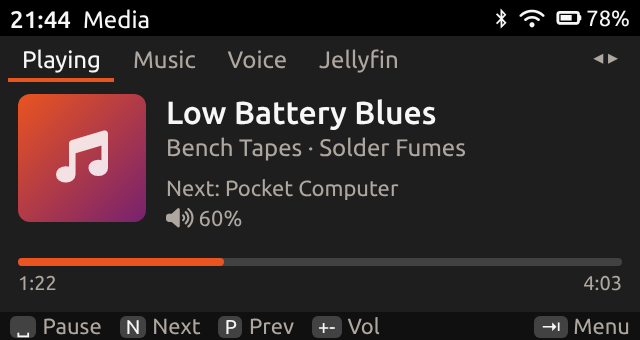 21:44 Media 78%
Playing Music Voice Jellyfin
Low Battery Blues
Bench Tapes · Solder Fumes
Next: Pocket Computer
60%
1:22 4:03
␣ Pause N Next P Prev +- Vol ⇥ Menu